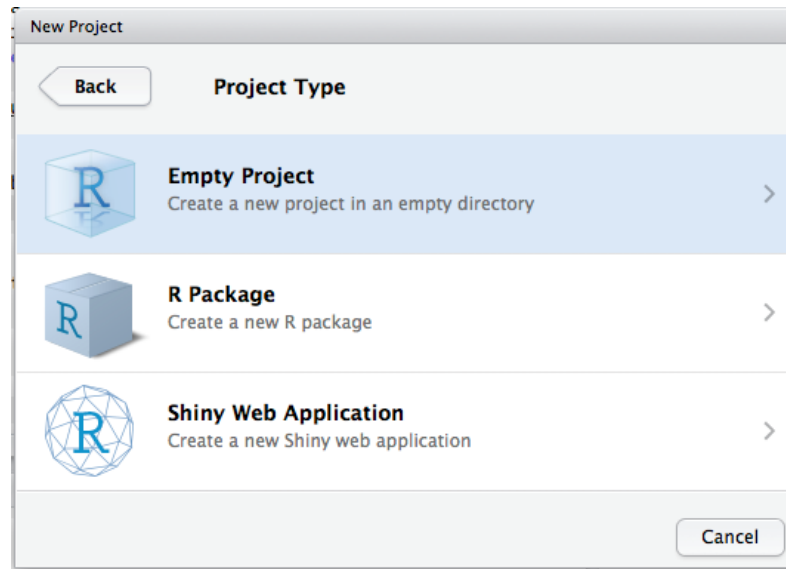 New Project
Back
Project Type
R
Empty Project
Create a new project in an empty directory
R
R Package
Create a new R package
R
Shiny Web Application
Create a new Shiny web application
Cancel